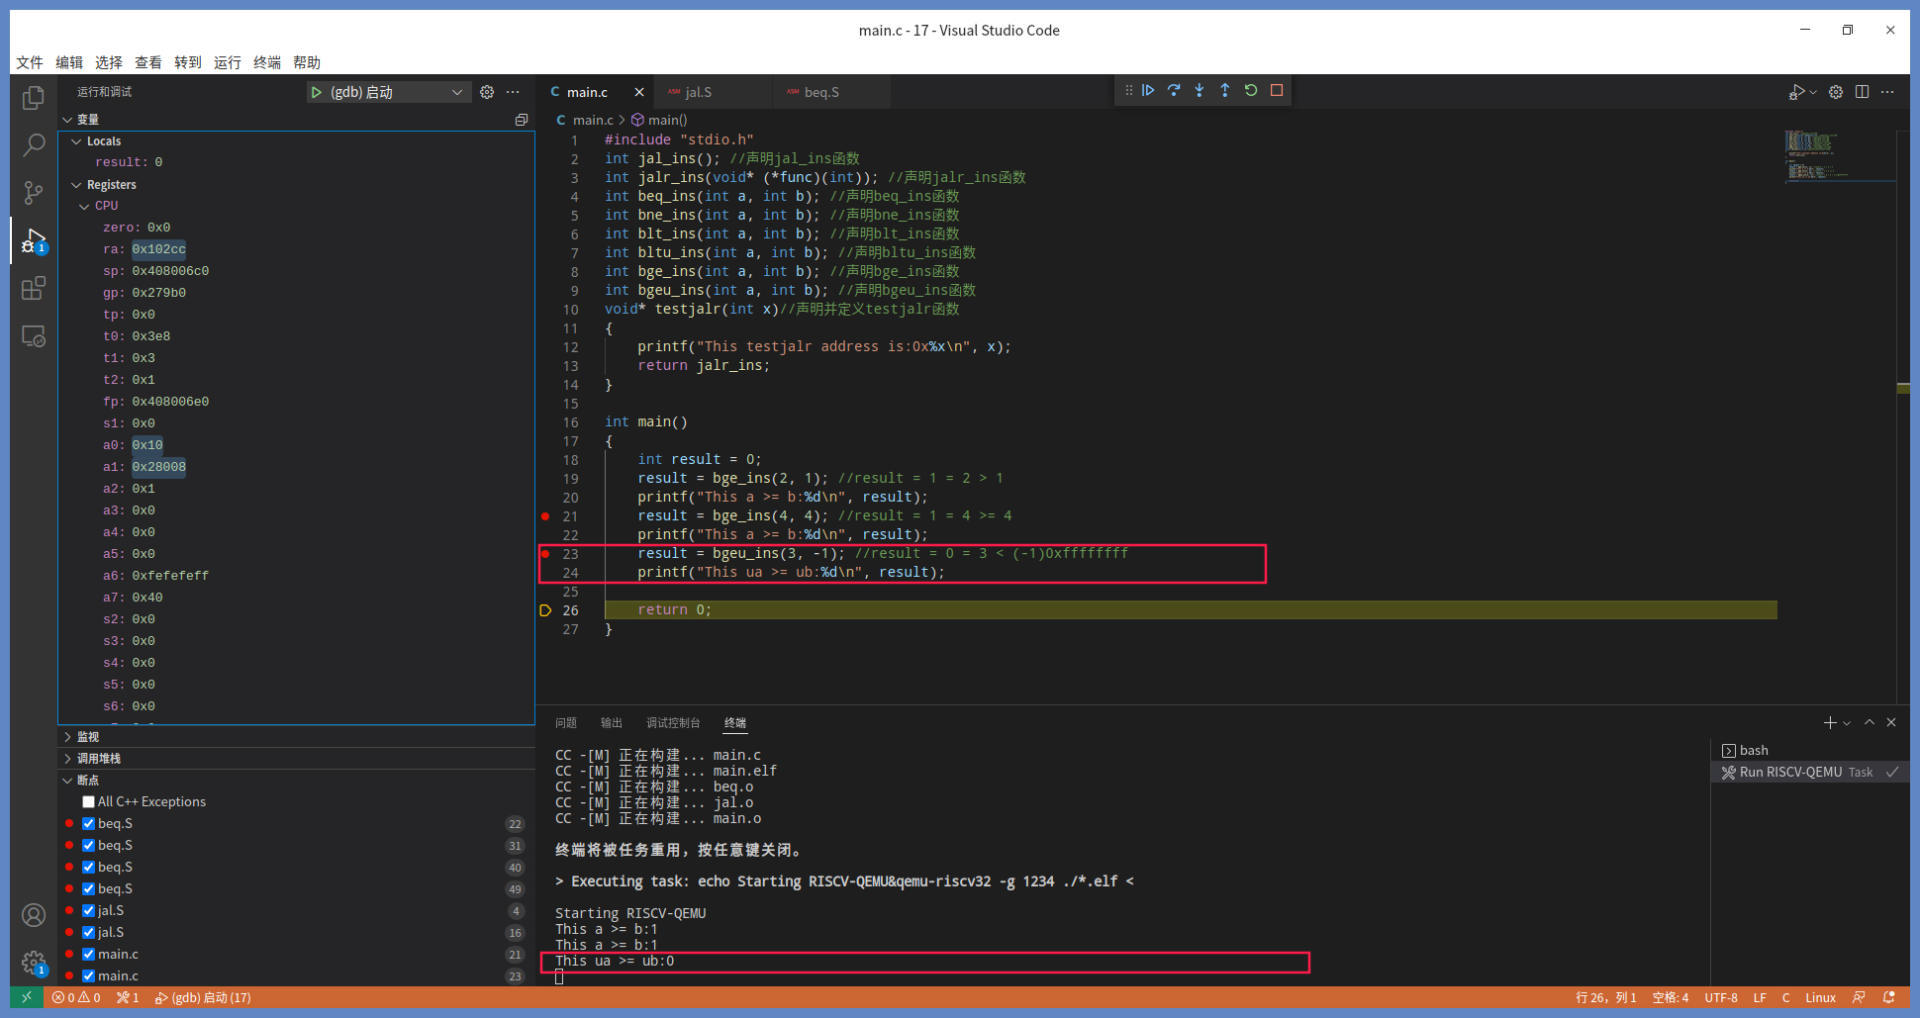 main.c - 17 - Visual Studio Code
文件 编辑 选择 查看 转到 运行 终端 帮助
运行和调试
(gdb) 启动
变量
Locals
result: 0
Registers
CPU
zero: 0x0
ra: 0x102cc
sp: 0x408006c0
gp: 0x279b0
tp: 0x0
t0: 0x3e8
t1: 0x3
t2: 0x1
fp: 0x408006e0
s1: 0x0
a0: 0x10
a1: 0x28008
a2: 0x1
a3: 0x0
a4: 0x0
a5: 0x0
a6: 0xfefefeff
a7: 0x40
s2: 0x0
s3: 0x0
s4: 0x0
s5: 0x0
s6: 0x0
监视
调用堆栈
断点
All C++ Exceptions
beq.S 22
beq.S 31
beq.S 40
beq.S 49
jal.S 4
jal.S 16
main.c 21
main.c 23
C main.c
ASM jal.S
ASM beq.S
C main.c > main()
1 #include "stdio.h"
2 int jal_ins(); //声明jal_ins函数
3 int jalr_ins(void* (*func)(int)); //声明jalr_ins函数
4 int beq_ins(int a, int b); //声明beq_ins函数
5 int bne_ins(int a, int b); //声明bne_ins函数
6 int blt_ins(int a, int b); //声明blt_ins函数
7 int bltu_ins(int a, int b); //声明bltu_ins函数
8 int bge_ins(int a, int b); //声明bge_ins函数
9 int bgeu_ins(int a, int b); //声明bgeu_ins函数
10 void* testjalr(int x)//声明并定义testjalr函数
11 {
12 printf("This testjalr address is:0x%x\n", x);
13 return jalr_ins;
14 }
15
16 int main()
17 {
18 int result = 0;
19 result = bge_ins(2, 1); //result = 1 = 2 > 1
20 printf("This a >= b:%d\n", result);
21 result = bge_ins(4, 4); //result = 1 = 4 >= 4
22 printf("This a >= b:%d\n", result);
23 result = bgeu_ins(3, -1); //result = 0 = 3 < (-1)0xffffffff
24 printf("This ua >= ub:%d\n", result);
25
26 return 0;
27 }
问题 输出 调试控制台 终端
CC -[M] 正在构建... main.c
CC -[M] 正在构建... main.elf
CC -[M] 正在构建... beq.o
CC -[M] 正在构建... jal.o
CC -[M] 正在构建... main.o
终端将被任务重用，按任意键关闭。
> Executing task: echo Starting RISCV-QEMU&qemu-riscv32 -g 1234 ./*.elf <
Starting RISCV-QEMU
This a >= b:1
This a >= b:1
This ua >= ub:0
bash
Run RISCV-QEMU Task
1
1
0 0 1 (gdb) 启动 (17)
行 26，列 1 空格: 4 UTF-8 LF C Linux